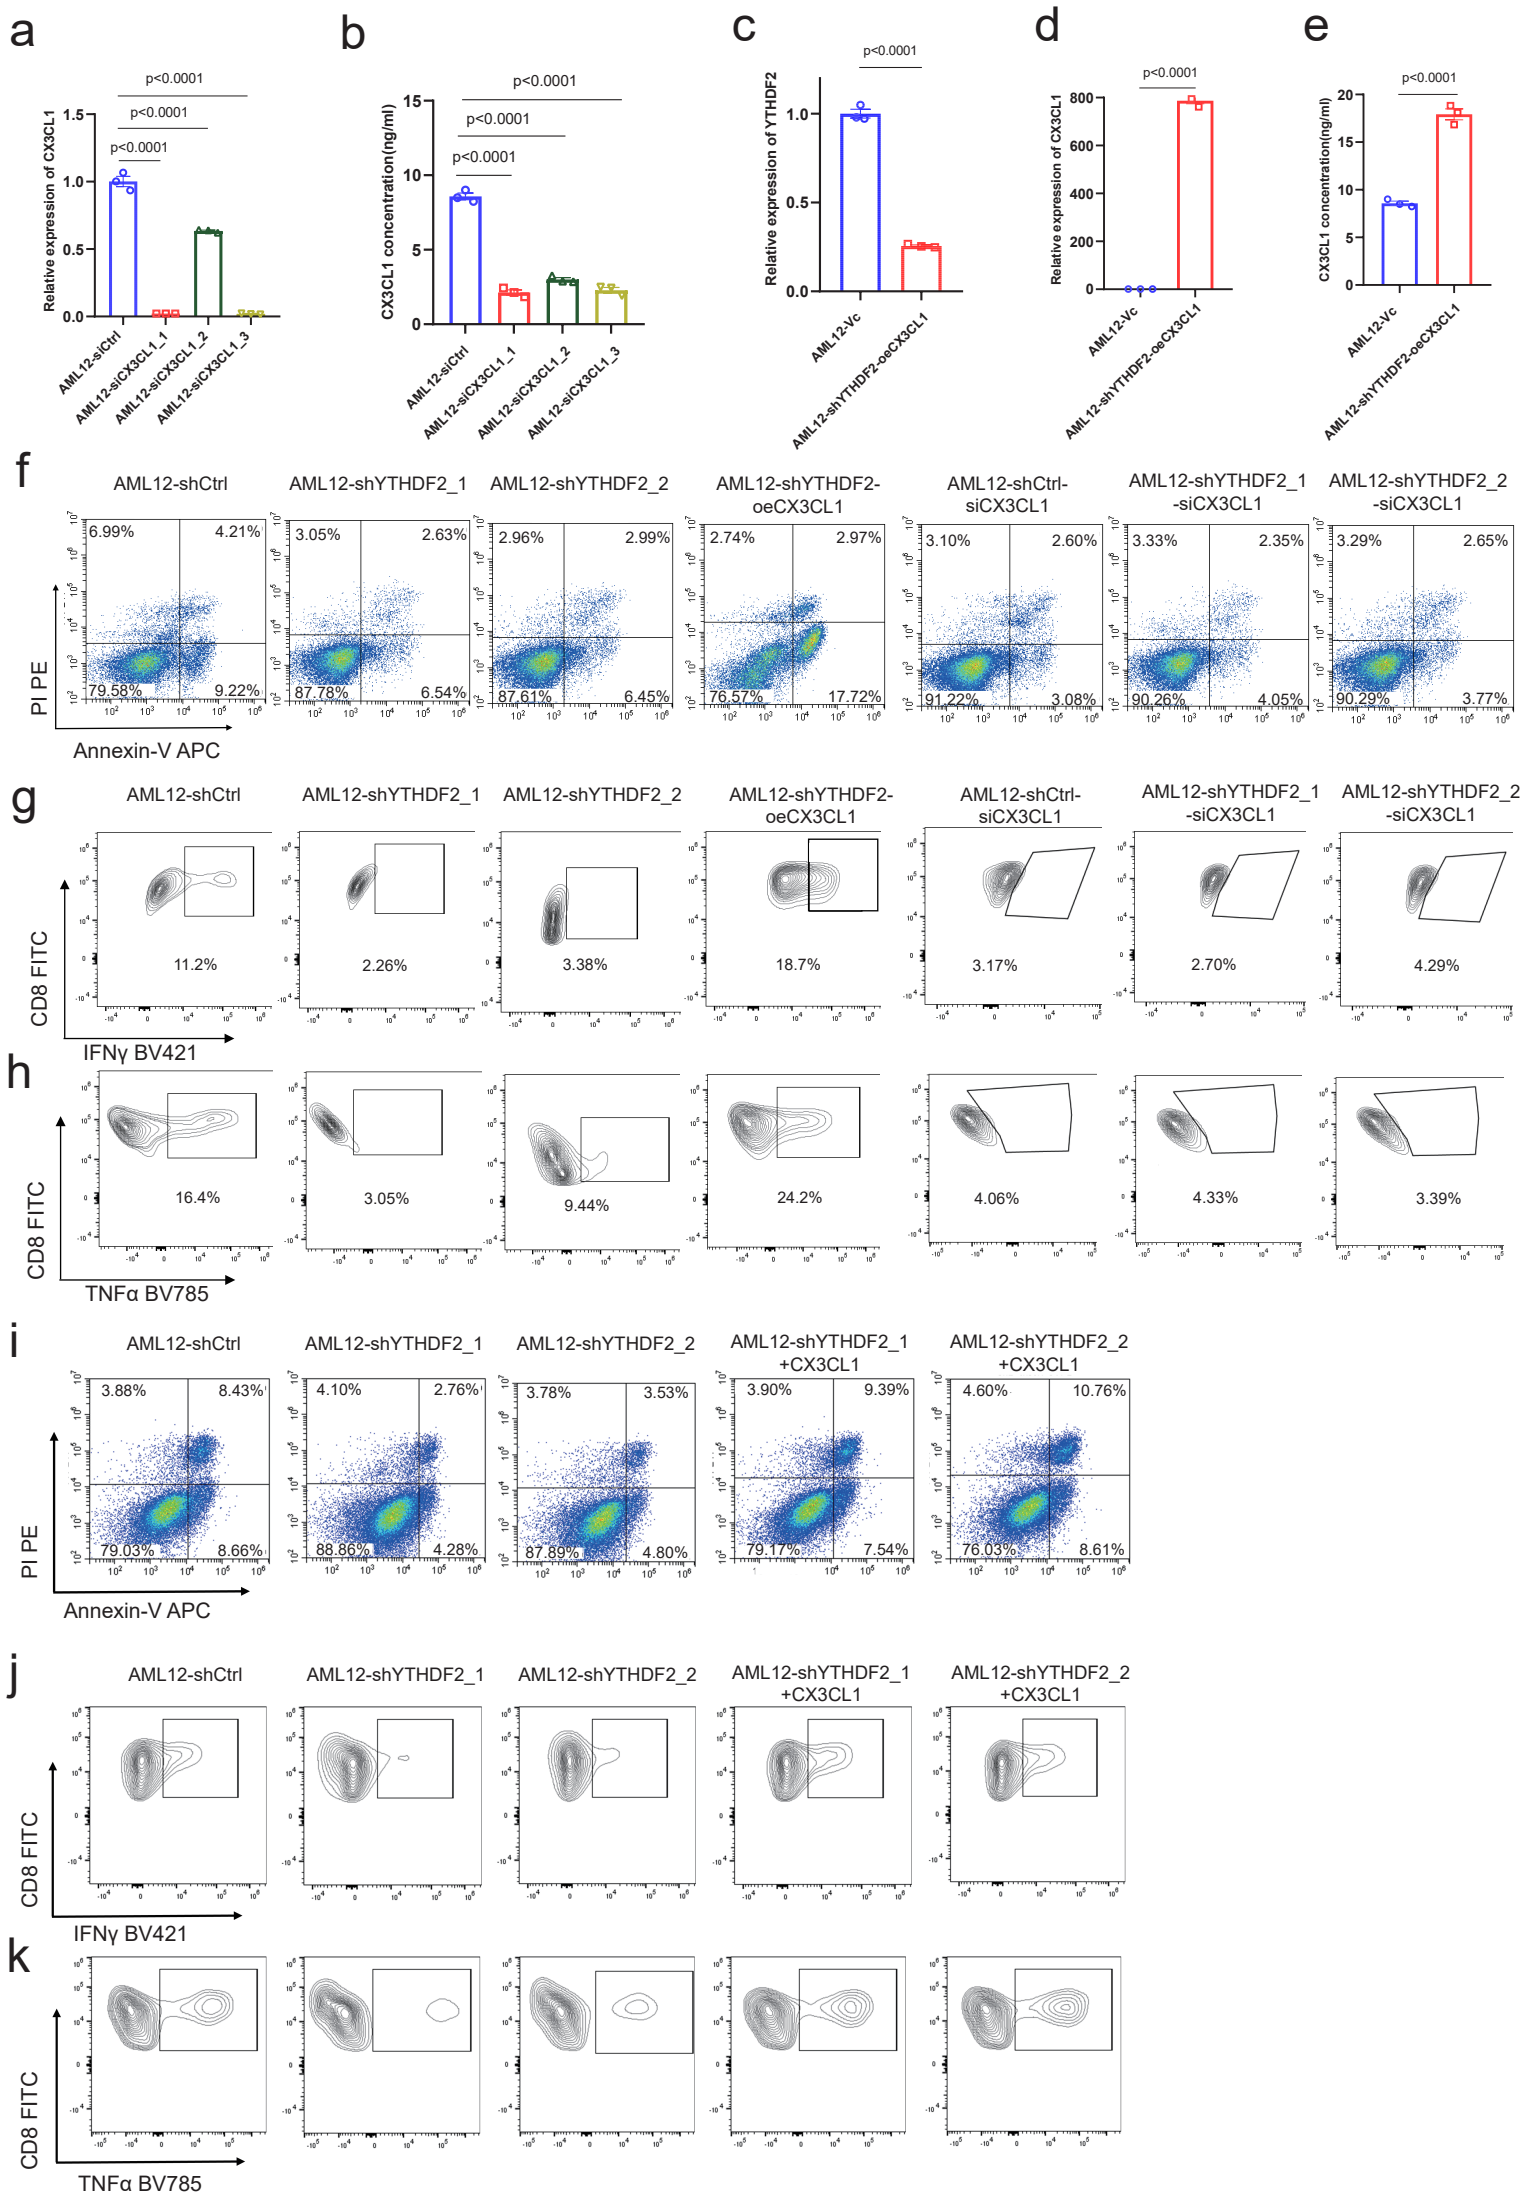 a
p<0.0001
p<0.0001
p<0.0001
Relative expression of CX3CL1
1.5
1.0
0.5
0.0
AML12-siCtrl
AML12-siCX3CL1_1
AML12-siCX3CL1_2
AML12-siCX3CL1_3
b
p<0.0001
p<0.0001
p<0.0001
CX3CL1 concentration(ng/ml)
15
10
5
0
AML12-siCtrl
AML12-siCX3CL1_1
AML12-siCX3CL1_2
AML12-siCX3CL1_3
c
p<0.0001
Relative expression of YTHDF2
1.0
0.5
0.0
AML12-Vc
AML12-shYTHDF2-oeCX3CL1
d
p<0.0001
Relative expression of CX3CL1
800
600
400
200
0
AML12-Vc
AML12-shYTHDF2-oeCX3CL1
e
p<0.0001
CX3CL1 concentration(ng/ml)
20
15
10
5
0
AML12-Vc
AML12-shYTHDF2-oeCX3CL1
f
AML12-shCtrl
AML12-shYTHDF2_1
AML12-shYTHDF2_2
AML12-shYTHDF2-
oeCX3CL1
AML12-shCtrl-
siCX3CL1
AML12-shYTHDF2_1
-siCX3CL1
AML12-shYTHDF2_2
-siCX3CL1
6.99% 4.21%
79.58% 9.22%
3.05% 2.63%
87.78% 6.54%
2.96% 2.99%
87.61% 6.45%
2.74% 2.97%
76.57% 17.72%
3.10% 2.60%
91.22% 3.08%
3.33% 2.35%
90.26% 4.05%
3.29% 2.65%
90.29% 3.77%
PI PE
Annexin-V APC
g
AML12-shCtrl
AML12-shYTHDF2_1
AML12-shYTHDF2_2
AML12-shYTHDF2-
oeCX3CL1
AML12-shCtrl-
siCX3CL1
AML12-shYTHDF2_1
-siCX3CL1
AML12-shYTHDF2_2
-siCX3CL1
11.2%
2.26%
3.38%
18.7%
3.17%
2.70%
4.29%
CD8 FITC
IFNγ BV421
h
16.4%
3.05%
9.44%
24.2%
4.06%
4.33%
3.39%
CD8 FITC
TNFα BV785
i
AML12-shCtrl
AML12-shYTHDF2_1
AML12-shYTHDF2_2
AML12-shYTHDF2_1
+CX3CL1
AML12-shYTHDF2_2
+CX3CL1
3.88% 8.43%
79.03% 8.66%
4.10% 2.76%
88.86% 4.28%
3.78% 3.53%
87.89% 4.80%
3.90% 9.39%
79.17% 7.54%
4.60% 10.76%
76.03% 8.61%
PI PE
Annexin-V APC
j
AML12-shCtrl
AML12-shYTHDF2_1
AML12-shYTHDF2_2
AML12-shYTHDF2_1
+CX3CL1
AML12-shYTHDF2_2
+CX3CL1
CD8 FITC
IFNγ BV421
k
CD8 FITC
TNFα BV785